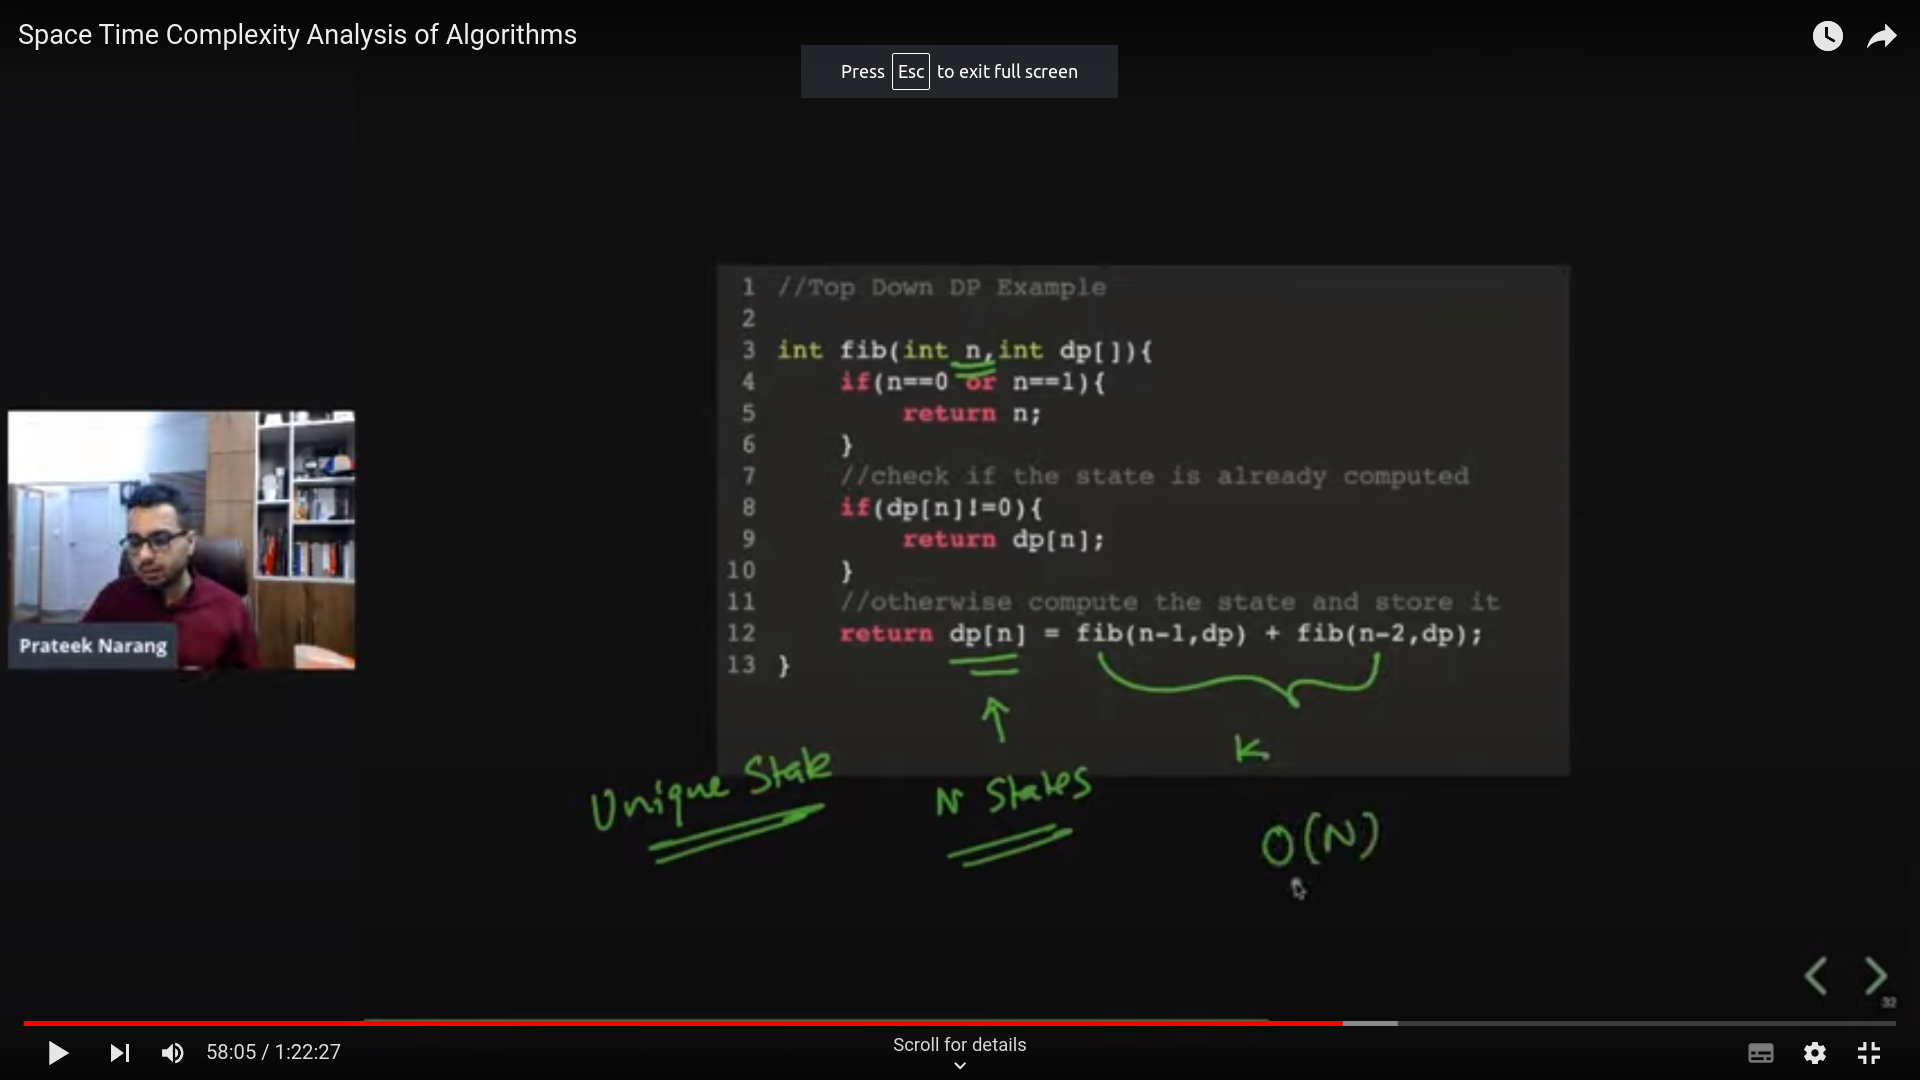 Space Time Complexity Analysis of Algorithms
Press Esc to exit full screen
1 //Top Down DP Example
2
3 int fib(int n,int dp[]){
4 if(n==0 or n==1){
5 return n;
6 }
7 //check if the state is already computed
8 if(dp[n]!=0){
9 return dp[n];
10 }
11 //otherwise compute the state and store it
12 return dp[n] = fib(n-1,dp) + fib(n-2,dp);
13 }
Prateek Narang
K
Unique State
N States
O(N)
32
58:05 / 1:22:27
Scroll for details